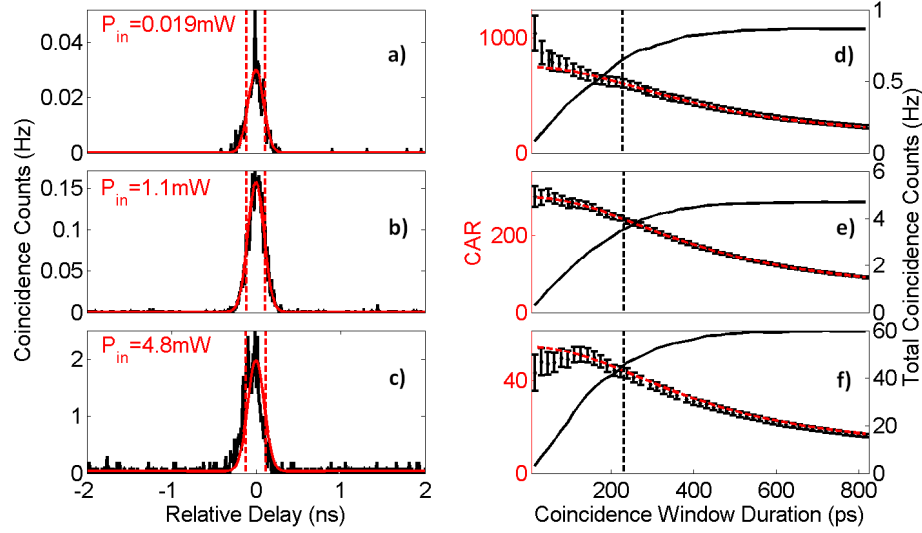 P_in=0.019mW
a)
0.04
0.02
0
P_in=1.1mW
b)
0.15
0.1
0.05
0
P_in=4.8mW
c)
2
1
0
-2
-1
0
1
2
Relative Delay (ns)
Coincidence Counts (Hz)
1000
0
d)
1
0.5
0
200
0
e)
6
4
2
0
40
0
f)
60
40
20
0
200
400
600
800
Coincidence Window Duration (ps)
CAR
Total Coincidence Counts (Hz)